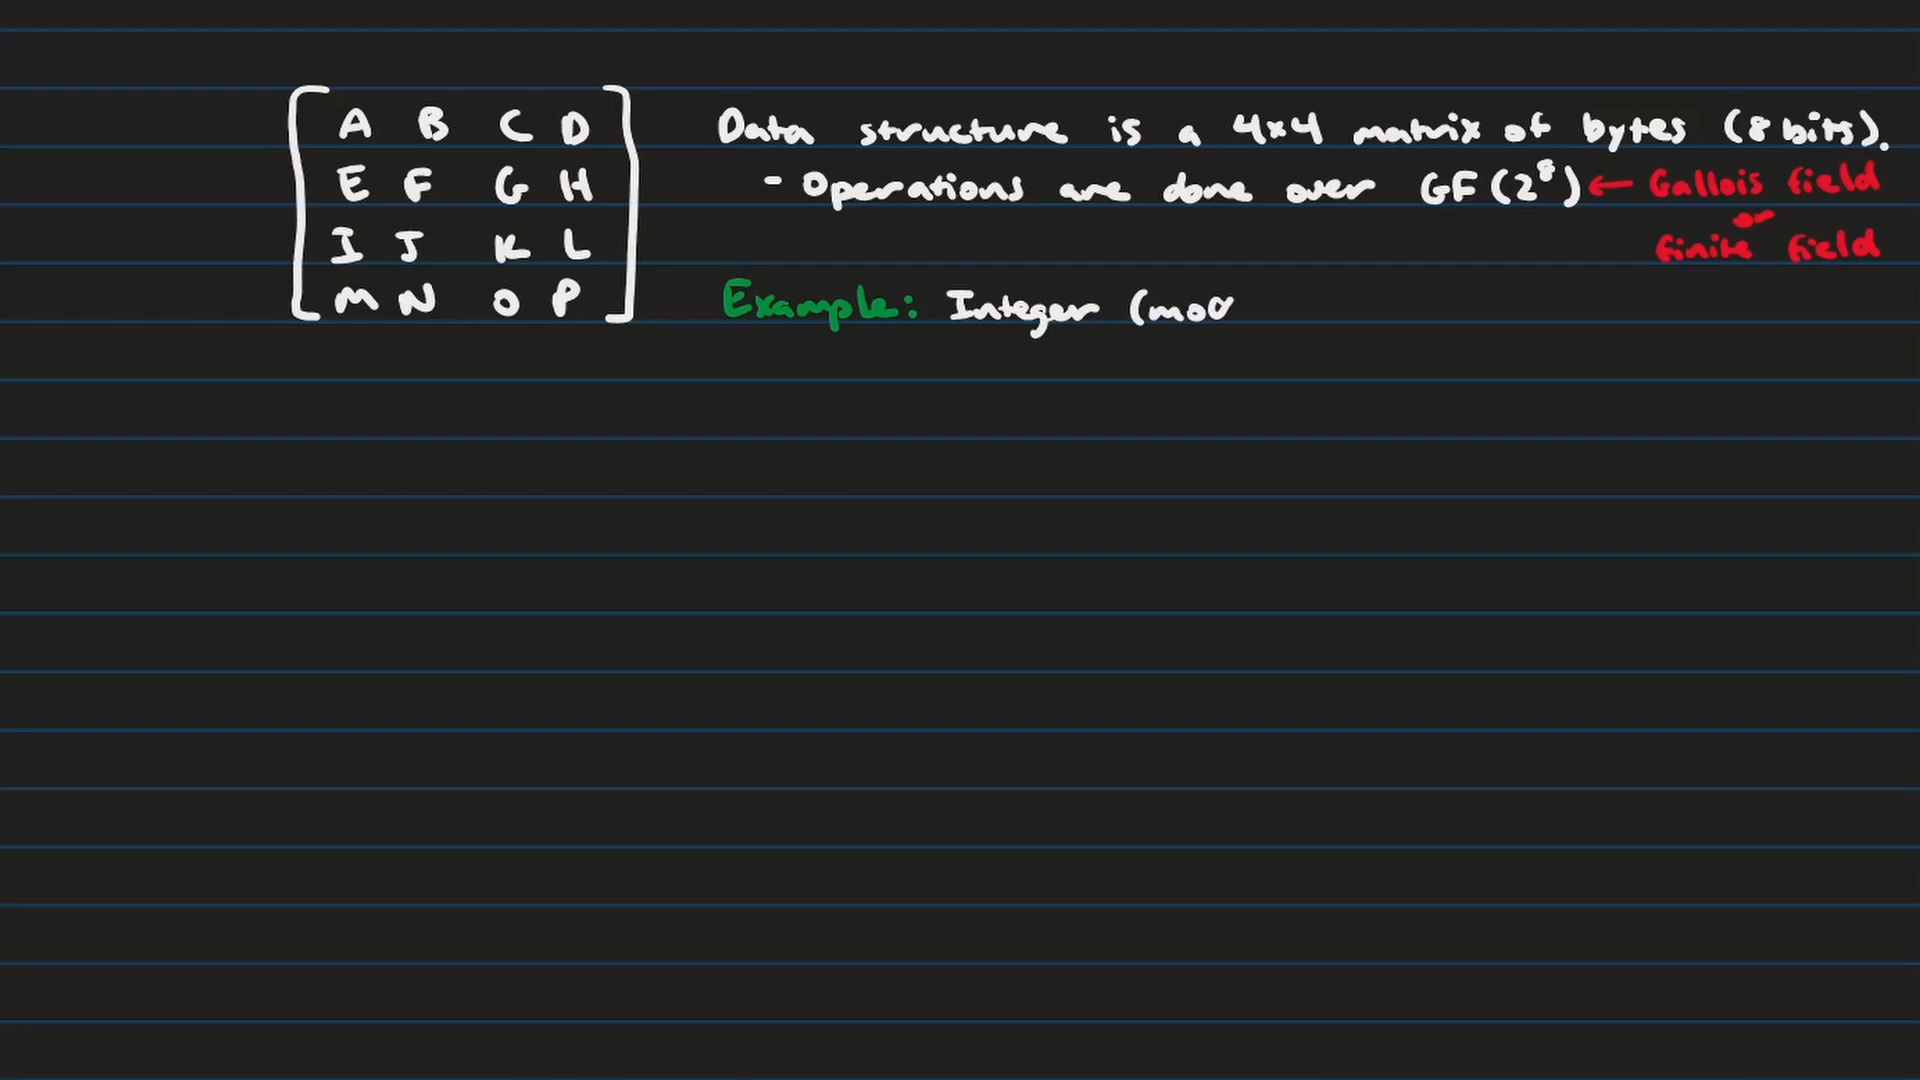 A B C D
E F G H
I J K L
M N O P
Data structure is a 4x4 matrix of bytes (8 bits).
- Operations are done over GF(2⁸) ← Gallois field
or
finite field
Example: Integer (mod